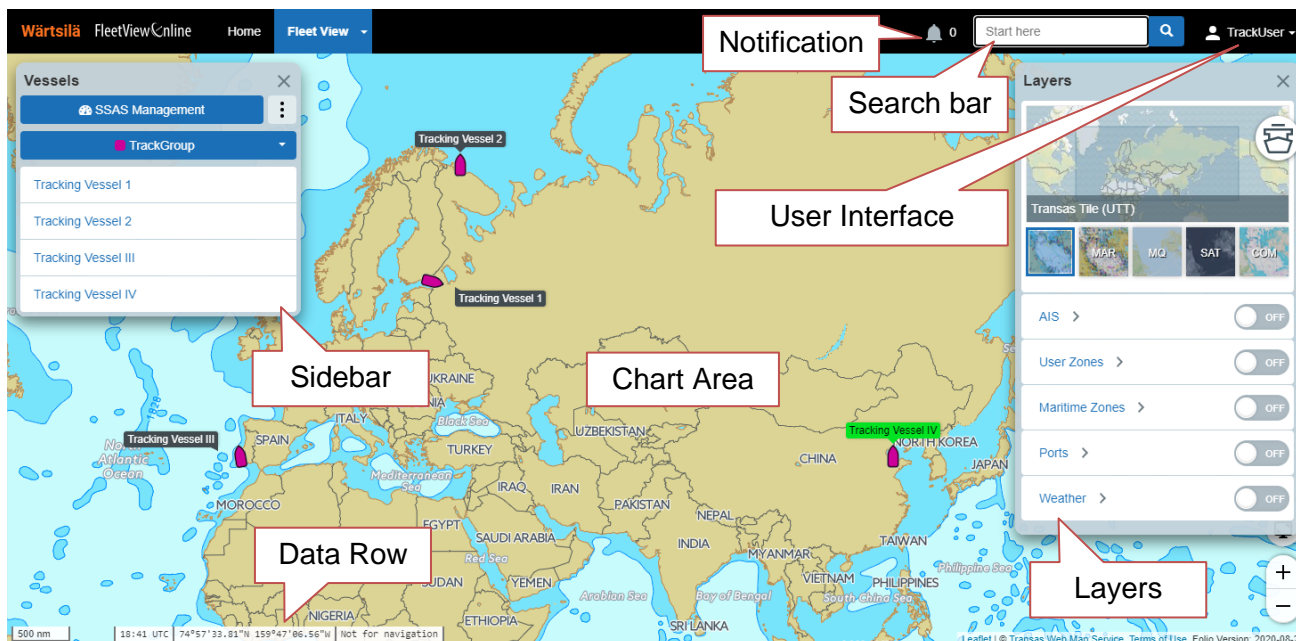 Wärtsilä FleetView Online Home Fleet View 0 Start here TrackUser
Notification
Search bar
User Interface
Vessels
SSAS Management
TrackGroup
Tracking Vessel 1
Tracking Vessel 2
Tracking Vessel III
Tracking Vessel IV
Sidebar
Layers
Transas Tile (UTT)
MAR MQ SAT COM
AIS OFF
User Zones OFF
Maritime Zones OFF
Ports OFF
Weather OFF
Layers
Tracking Vessel 2
Tracking Vessel 1
Chart Area
UKRAINE
ITALY
Black Sea
UZBEKISTAN
Tracking Vessel IV
Tracking Vessel III
SPAIN
TURKEY
NORTH KOREA
North
Atlantic
Ocean
CHINA
JAPAN
Mediterranean
Sea
IRAQ
IRAN
MOROCCO
PAKISTAN
NEPAL
EGYPT
SAUDI ARABIA
INDIA
TAIWAN
MYANMAR
Data Row
Red Sea
Philippine Sea
SUDAN
YEMEN
VIETNAM
PHILIPPINES
Arabian Sea
Bay of Bengal
South China Sea
NIGERIA
ETHIOPIA
SRI LANKA
1828
+
−
500 nm 18:41 UTC 74°57'33.81"N 159°47'06.56"W Not for navigation
Leaflet | © Transas Web Map Service, Terms of Use, Folio Version: 2020-08-